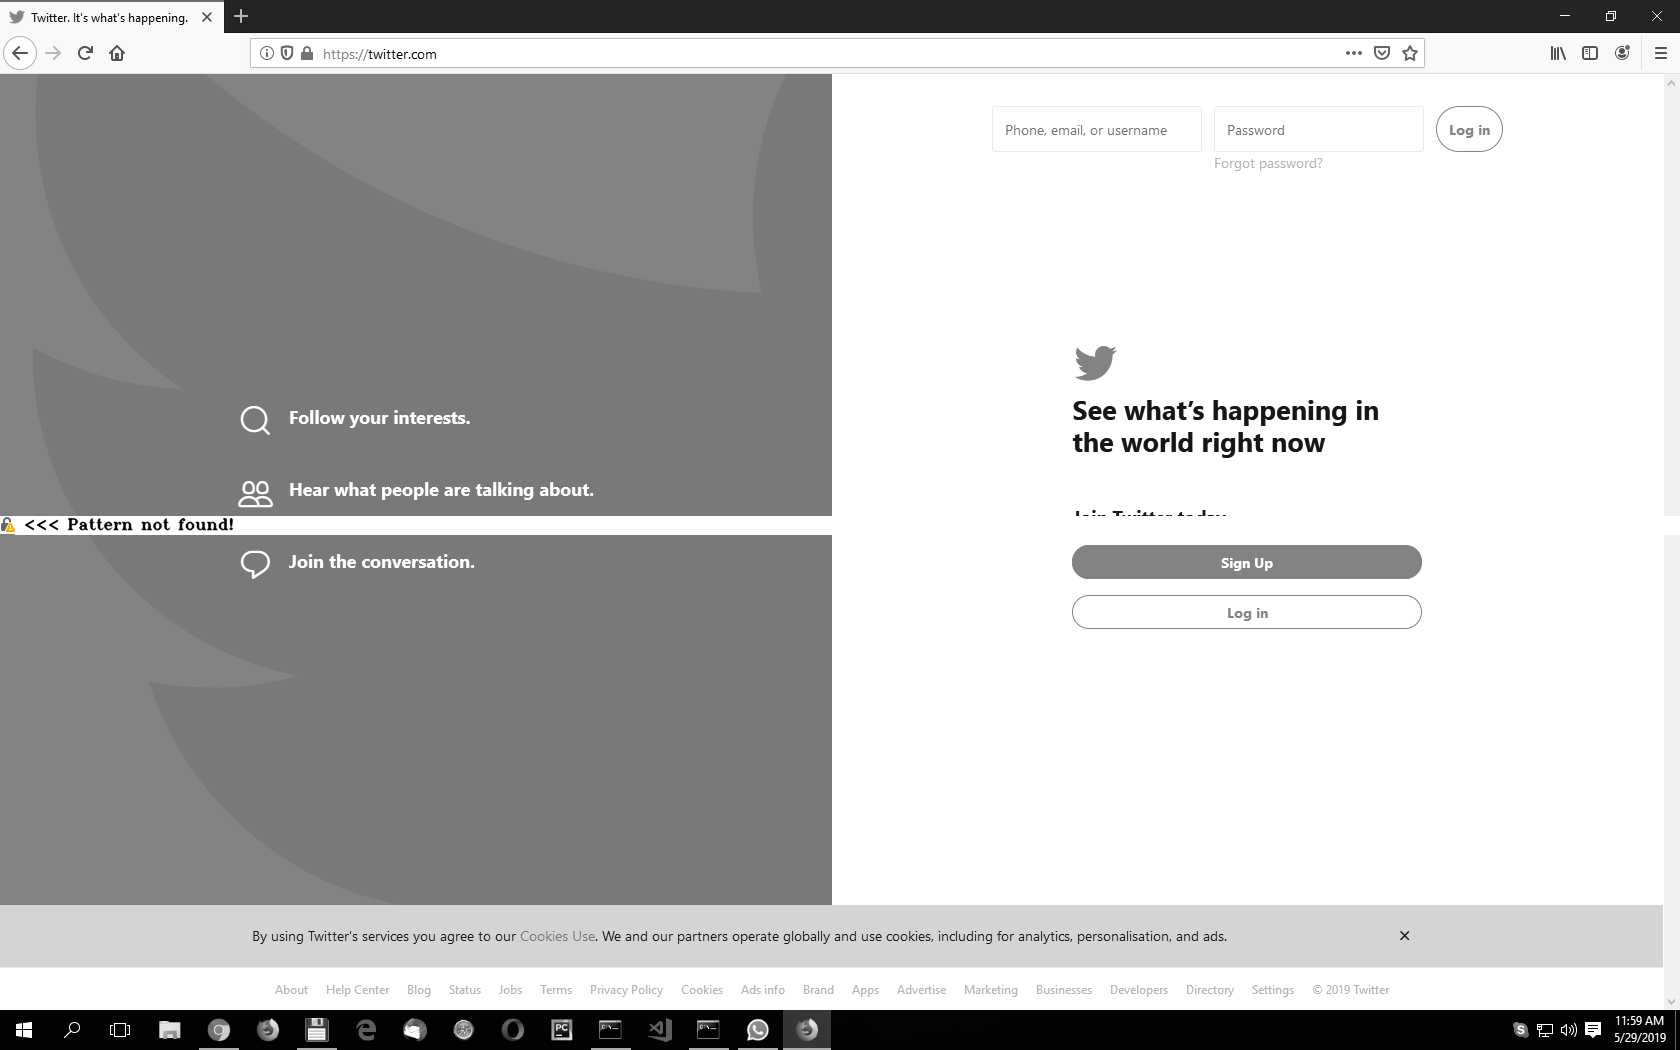 Twitter. It's what's happening.
https://twitter.com
Phone, email, or username
Password
Log in
Forgot password?
See what's happening in
the world right now
Follow your interests.
Hear what people are talking about.
Join Twitter today.
<<< Pattern not found!
Join the conversation.
Sign Up
Log in
By using Twitter's services you agree to our Cookies Use. We and our partners operate globally and use cookies, including for analytics, personalisation, and ads.
About Help Center Blog Status Jobs Terms Privacy Policy Cookies Ads info Brand Apps Advertise Marketing Businesses Developers Directory Settings © 2019 Twitter
PC
11:59 AM
5/29/2019